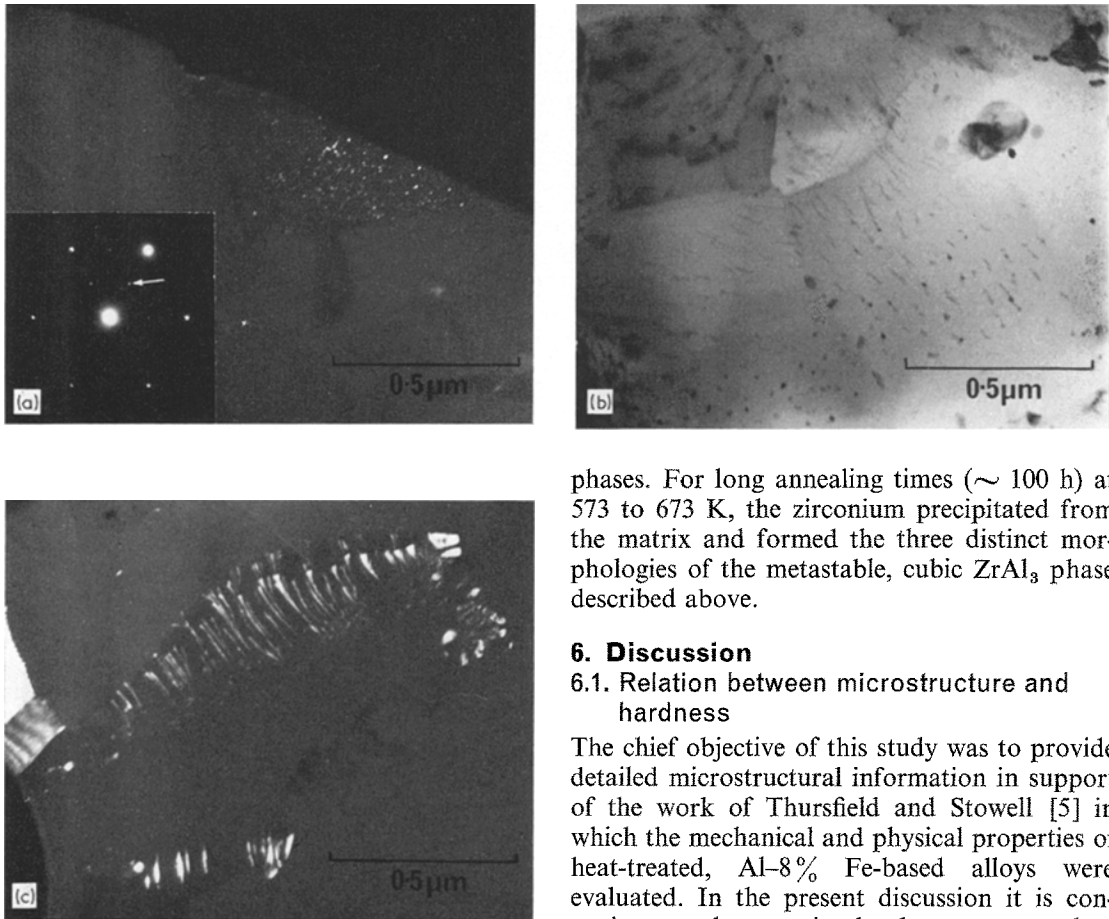 (a)
0·5μm
(b)
0·5μm
(c)
0·5μm
phases. For long annealing times (∼ 100 h) at
573 to 673 K, the zirconium precipitated from
the matrix and formed the three distinct mor-
phologies of the metastable, cubic ZrAl₃ phase
described above.
6. Discussion
6.1. Relation between microstructure and
hardness
The chief objective of this study was to provide
detailed microstructural information in support
of the work of Thursfield and Stowell [5] in
which the mechanical and physical properties of
heat-treated, Al–8% Fe-based alloys were
evaluated. In the present discussion it is con-